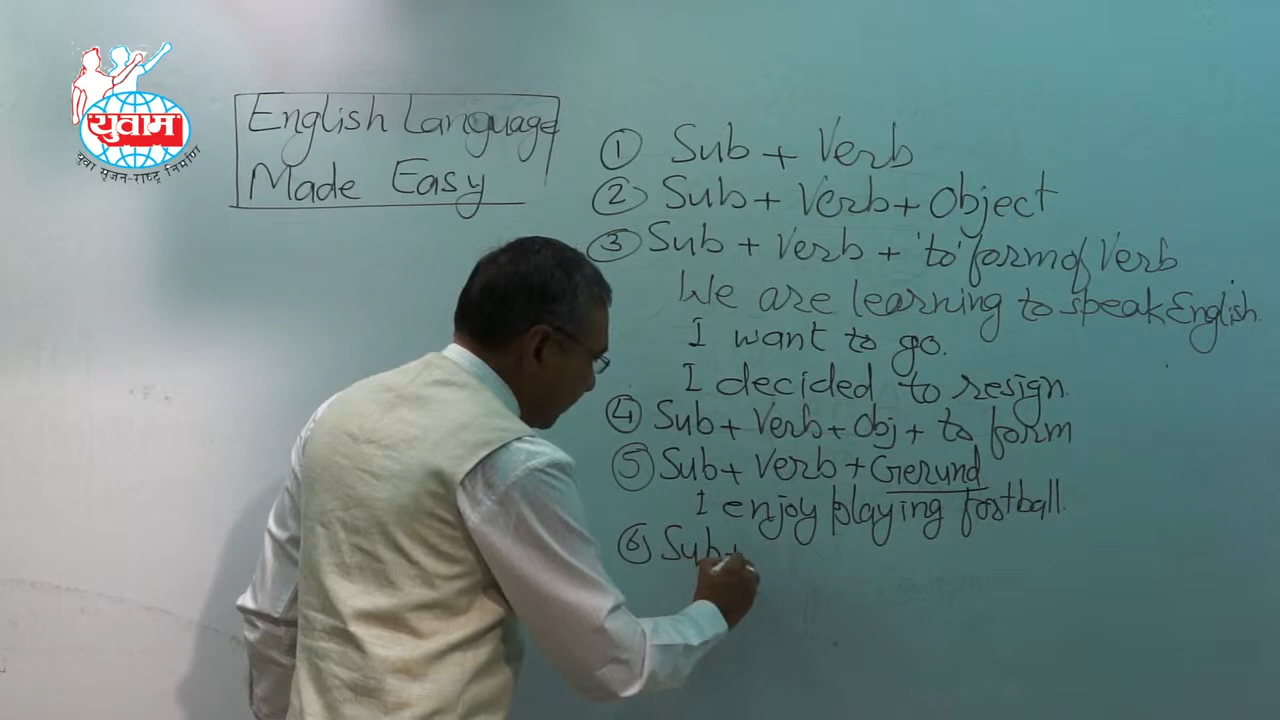 युवाम
युवा सृजन-राष्ट्र निर्माण
English Language
Made Easy
① Sub + Verb
② Sub + Verb + Object
③ Sub + Verb + 'to' form of Verb
We are learning to speak English.
I want to go.
I decided to resign.
④ Sub + Verb + Obj + to form
⑤ Sub + Verb + Gerund
I enjoy playing football.
⑥ Sub +